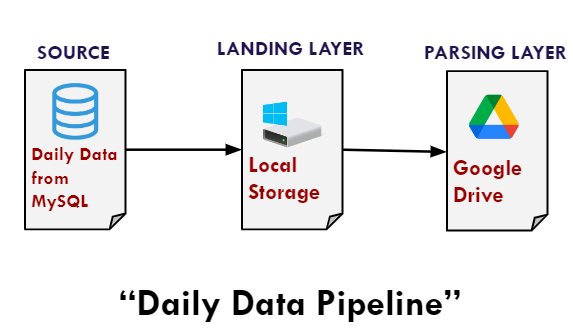 SOURCE
LANDING LAYER
PARSING LAYER
Daily Data
from
MySQL
Local
Storage
Google
Drive
“Daily Data Pipeline”